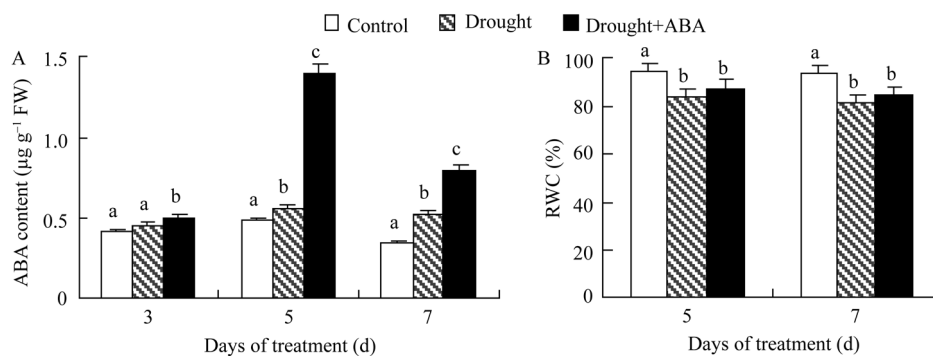 Control Drought Drought+ABA
A
ABA content (µg g⁻¹ FW)
1.5
1.0
0.5
0
a a b
a b c
a b c
3 5 7
Days of treatment (d)
B
RWC (%)
100
80
60
40
20
0
a b b
a b b
5 7
Days of treatment (d)